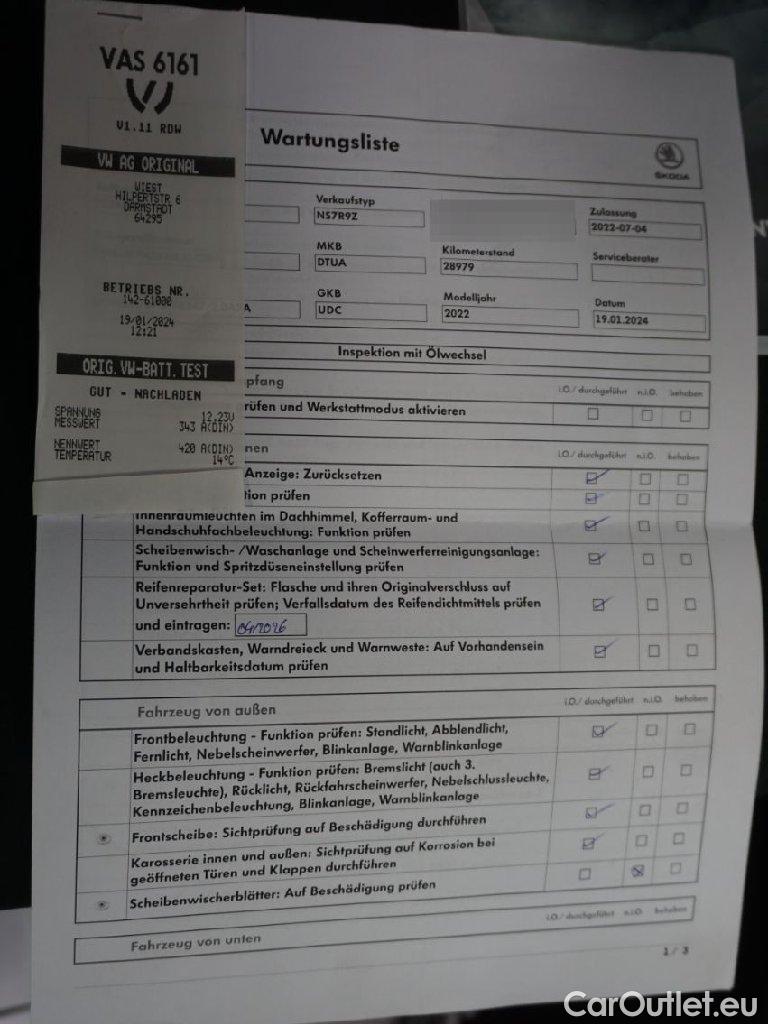 VAS 6161
V1.11 RDW
VW AG ORIGINAL
WIEST
HILPERTSTR 6
DARMSTADT
64295
BETRIEBS NR.
142-61000
19/01/2024
12:21
ORIG.VW-BATT.TEST
GUT - NACHLADEN
SPANNUNG 12.23V
MESSWERT 343 A(DIN)
NENNWERT 420 A(DIN)
TEMPERATUR 14°C
Wartungsliste
ŠKODA
Verkaufstyp
NS7R9Z
Zulassung
2022-07-04
MKB
DTUA
Kilometerstand
28979
Serviceberater
GKB
UDC
Modelljahr
2022
Datum
19.01.2024
Inspektion mit Ölwechsel
pfang i.O./ durchgeführt n.i.O. behoben
rüfen und Werkstattmodus aktivieren
nen i.O./ durchgeführt n.i.O. behoben
Anzeige: Zurücksetzen
tion prüfen
Innenraumleuchten im Dachhimmel, Kofferraum- und
Handschuhfachbeleuchtung: Funktion prüfen
Scheibenwisch- /Waschanlage und Scheinwerferreinigungsanlage:
Funktion und Spritzdüseneinstellung prüfen
Reifenreparatur-Set: Flasche und ihren Originalverschluss auf
Unversehrtheit prüfen; Verfallsdatum des Reifendichtmittels prüfen
und eintragen: 04/2026
Verbandskasten, Warndreieck und Warnweste: Auf Vorhandensein
und Haltbarkeitsdatum prüfen
Fahrzeug von außen i.O./ durchgeführt n.i.O. behoben
Frontbeleuchtung - Funktion prüfen: Standlicht, Abblendlicht,
Fernlicht, Nebelscheinwerfer, Blinkanlage, Warnblinkanlage
Heckbeleuchtung - Funktion prüfen: Bremslicht (auch 3.
Bremsleuchte), Rücklicht, Rückfahrscheinwerfer, Nebelschlussleuchte,
Kennzeichenbeleuchtung, Blinkanlage, Warnblinkanlage
Frontscheibe: Sichtprüfung auf Beschädigung durchführen
Karosserie innen und außen: Sichtprüfung auf Korrosion bei
geöffneten Türen und Klappen durchführen
Scheibenwischerblätter: Auf Beschädigung prüfen
Fahrzeug von unten i.O./ durchgeführt n.i.O. behoben
1 / 3
CarOutlet.eu